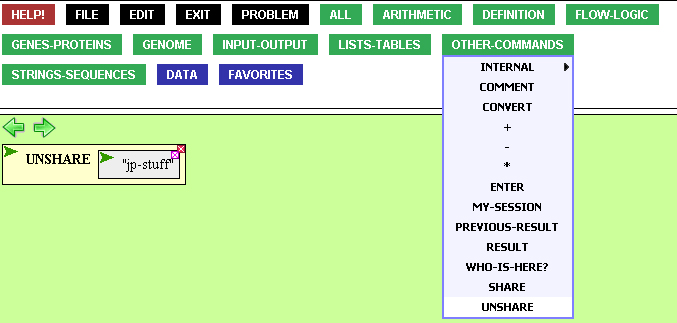 HELP! FILE EDIT EXIT PROBLEM ALL ARITHMETIC DEFINITION FLOW-LOGIC
GENES-PROTEINS GENOME INPUT-OUTPUT LISTS-TABLES OTHER-COMMANDS
STRINGS-SEQUENCES DATA FAVORITES
INTERNAL
COMMENT
CONVERT
+
-
*
ENTER
MY-SESSION
PREVIOUS-RESULT
RESULT
WHO-IS-HERE?
SHARE
UNSHARE
UNSHARE "jp-stuff"